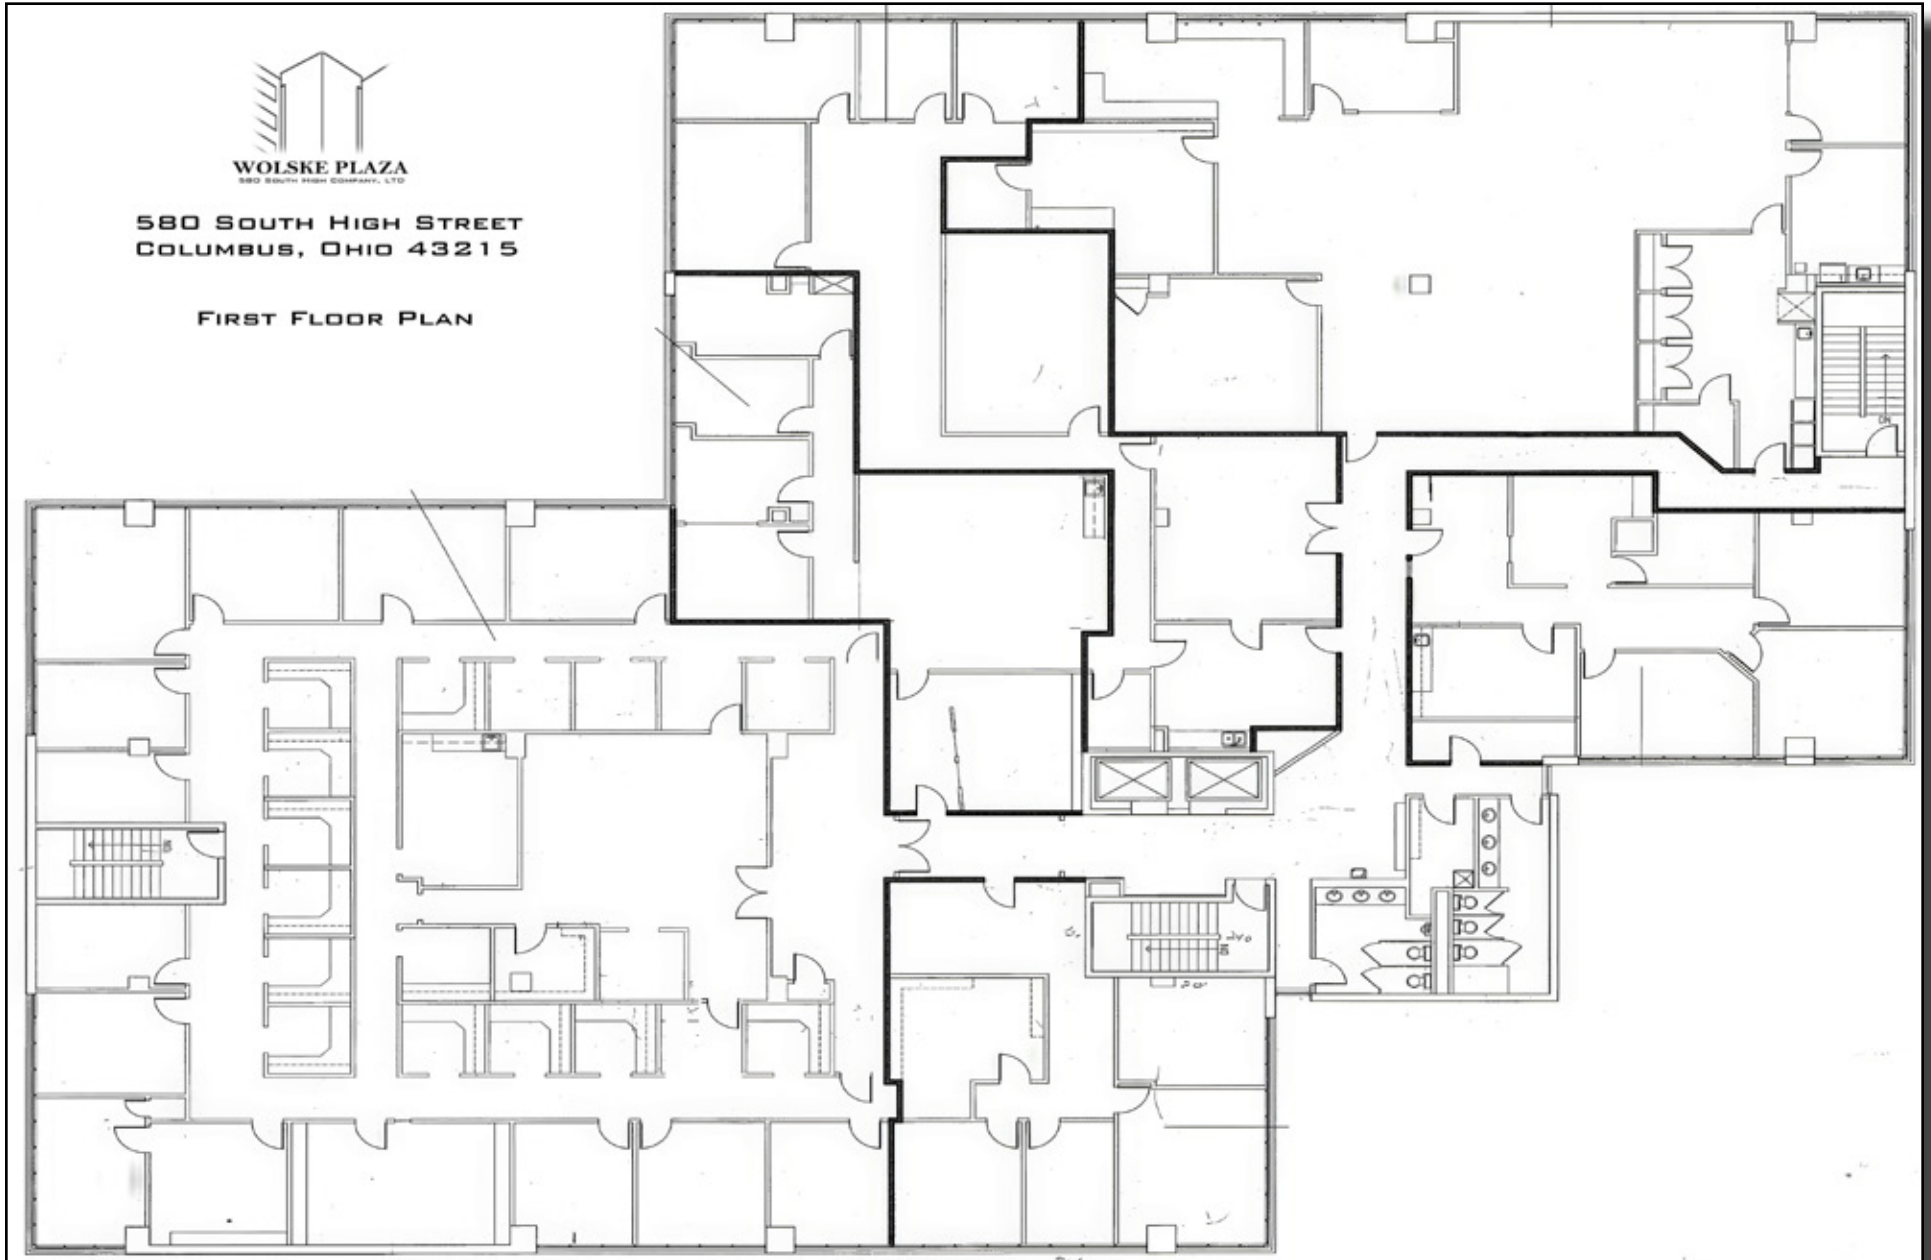 WOLSKE PLAZA
580 SOUTH HIGH COMPANY, LTD
580 SOUTH HIGH STREET
COLUMBUS, OHIO 43215
FIRST FLOOR PLAN